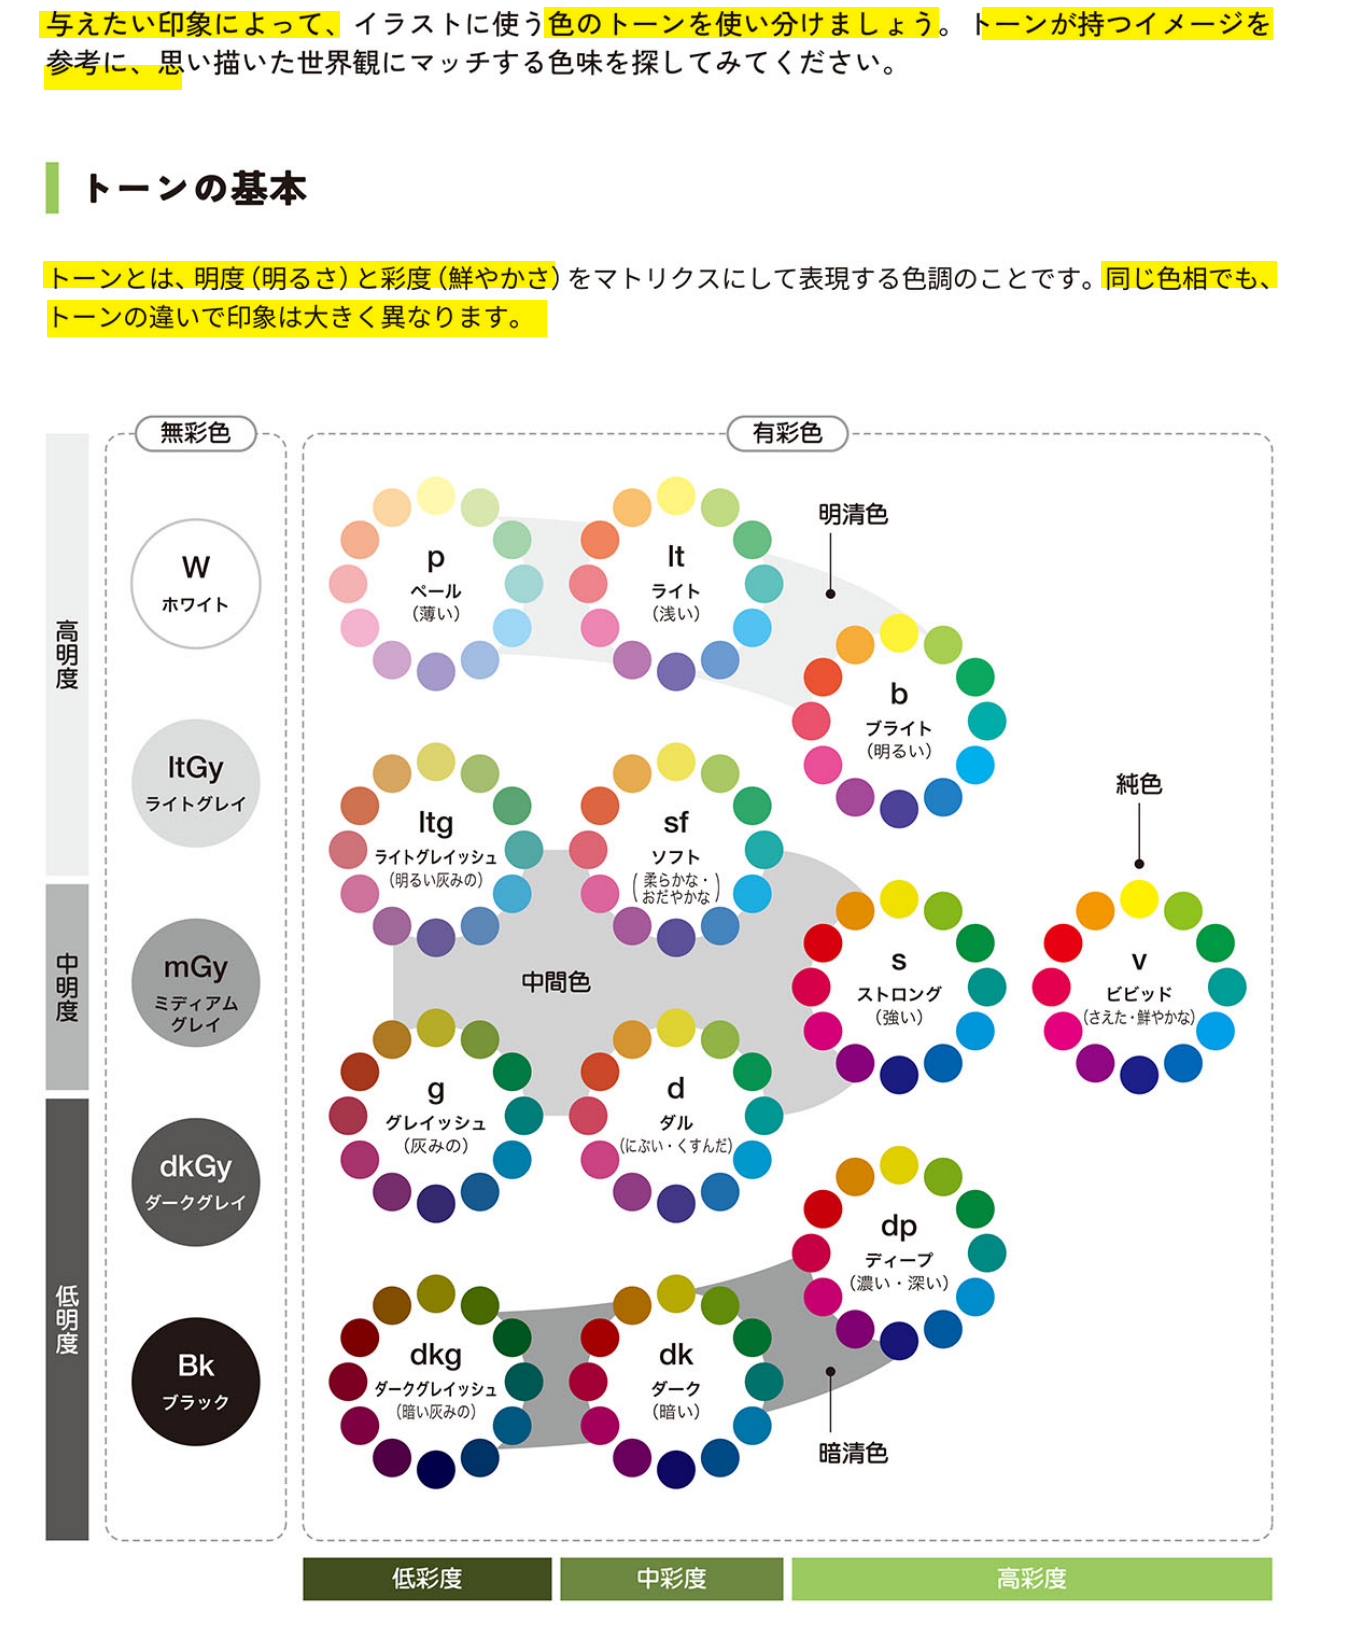 与えたい印象によって、イラストに使う色のトーンを使い分けましょう。トーンが持つイメージを
参考に、思い描いた世界観にマッチする色味を探してみてください。
トーンの基本
トーンとは、明度（明るさ）と彩度（鮮やかさ）をマトリクスにして表現する色調のことです。同じ色相でも、
トーンの違いで印象は大きく異なります。
無彩色
有彩色
高明度
中明度
低明度
W
ホワイト
ltGy
ライトグレイ
mGy
ミディアム
グレイ
dkGy
ダークグレイ
Bk
ブラック
p
ペール
（薄い）
lt
ライト
（浅い）
明清色
b
ブライト
（明るい）
ltg
ライトグレイッシュ
（明るい灰みの）
sf
ソフト
（柔らかな・
おだやかな）
純色
中間色
s
ストロング
（強い）
v
ビビッド
（さえた・鮮やかな）
g
グレイッシュ
（灰みの）
d
ダル
（にぶい・くすんだ）
dp
ディープ
（濃い・深い）
dkg
ダークグレイッシュ
（暗い灰みの）
dk
ダーク
（暗い）
暗清色
低彩度
中彩度
高彩度